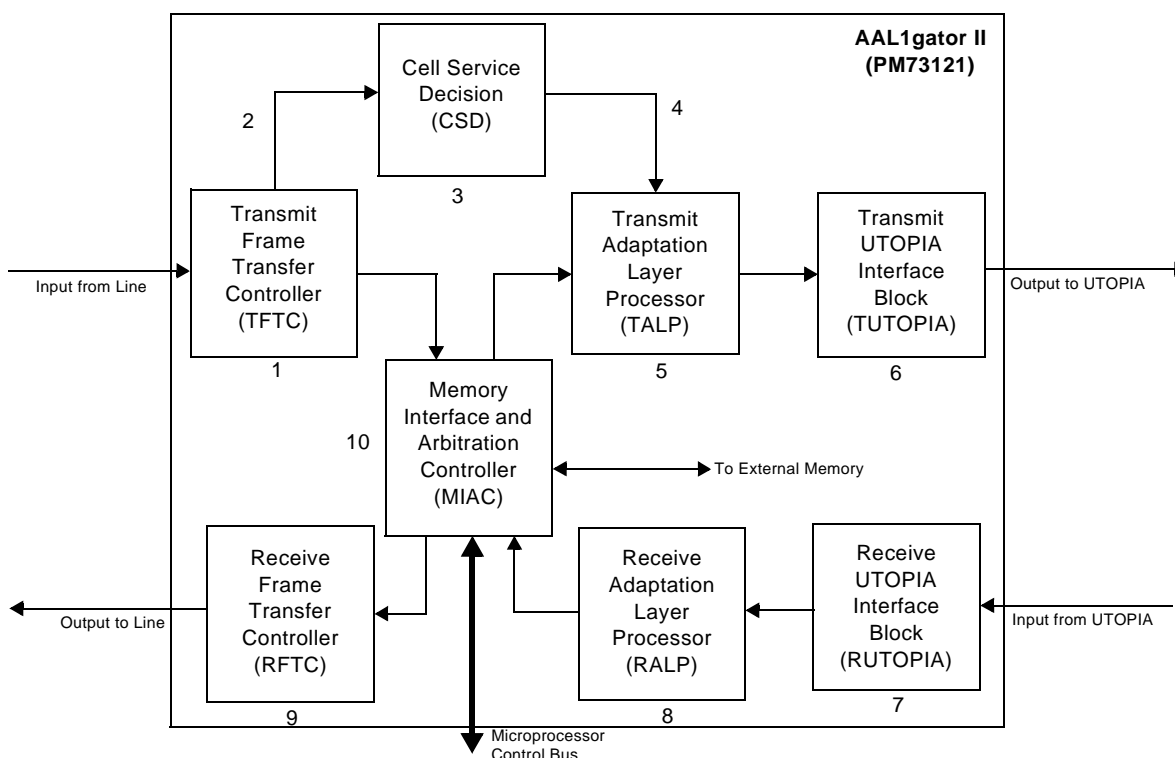 AAL1gator II
(PM73121)
Cell Service
Decision
(CSD)
2
4
3
Transmit
Frame
Transfer
Controller
(TFTC)
Transmit
Adaptation
Layer
Processor
(TALP)
Transmit
UTOPIA
Interface
Block
(TUTOPIA)
Input from Line
Output to UTOPIA
1
5
6
Memory
Interface and
Arbitration
Controller
(MIAC)
10
To External Memory
Receive
Frame
Transfer
Controller
(RFTC)
Receive
Adaptation
Layer
Processor
(RALP)
Receive
UTOPIA
Interface
Block
(RUTOPIA)
Output to Line
Input from UTOPIA
9
8
7
Microprocessor
Control Bus